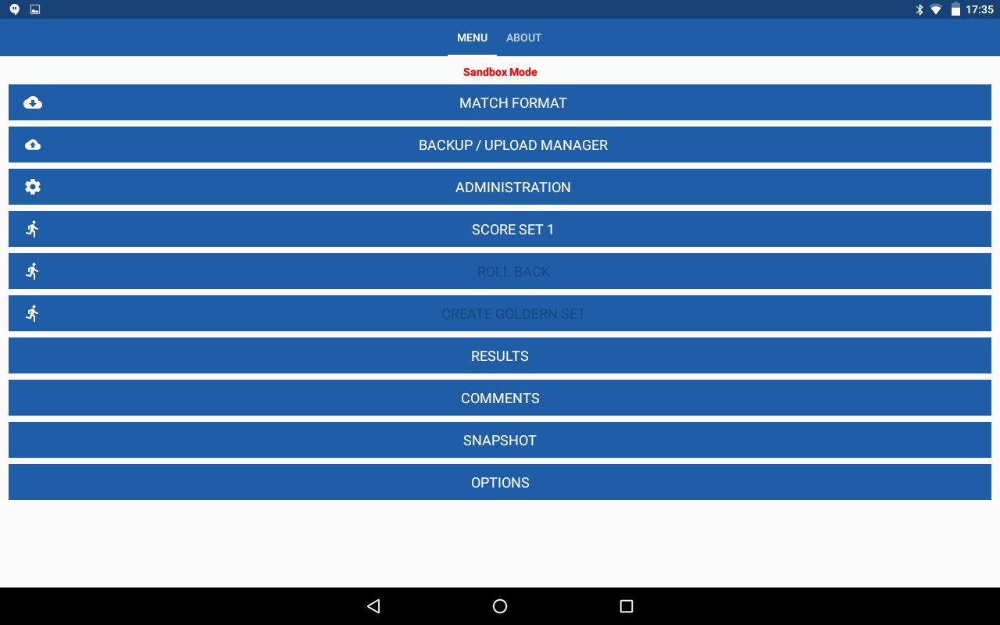 17:35
MENU ABOUT
Sandbox Mode
MATCH FORMAT
BACKUP / UPLOAD MANAGER
ADMINISTRATION
SCORE SET 1
ROLL BACK
CREATE GOLDERN SET
RESULTS
COMMENTS
SNAPSHOT
OPTIONS